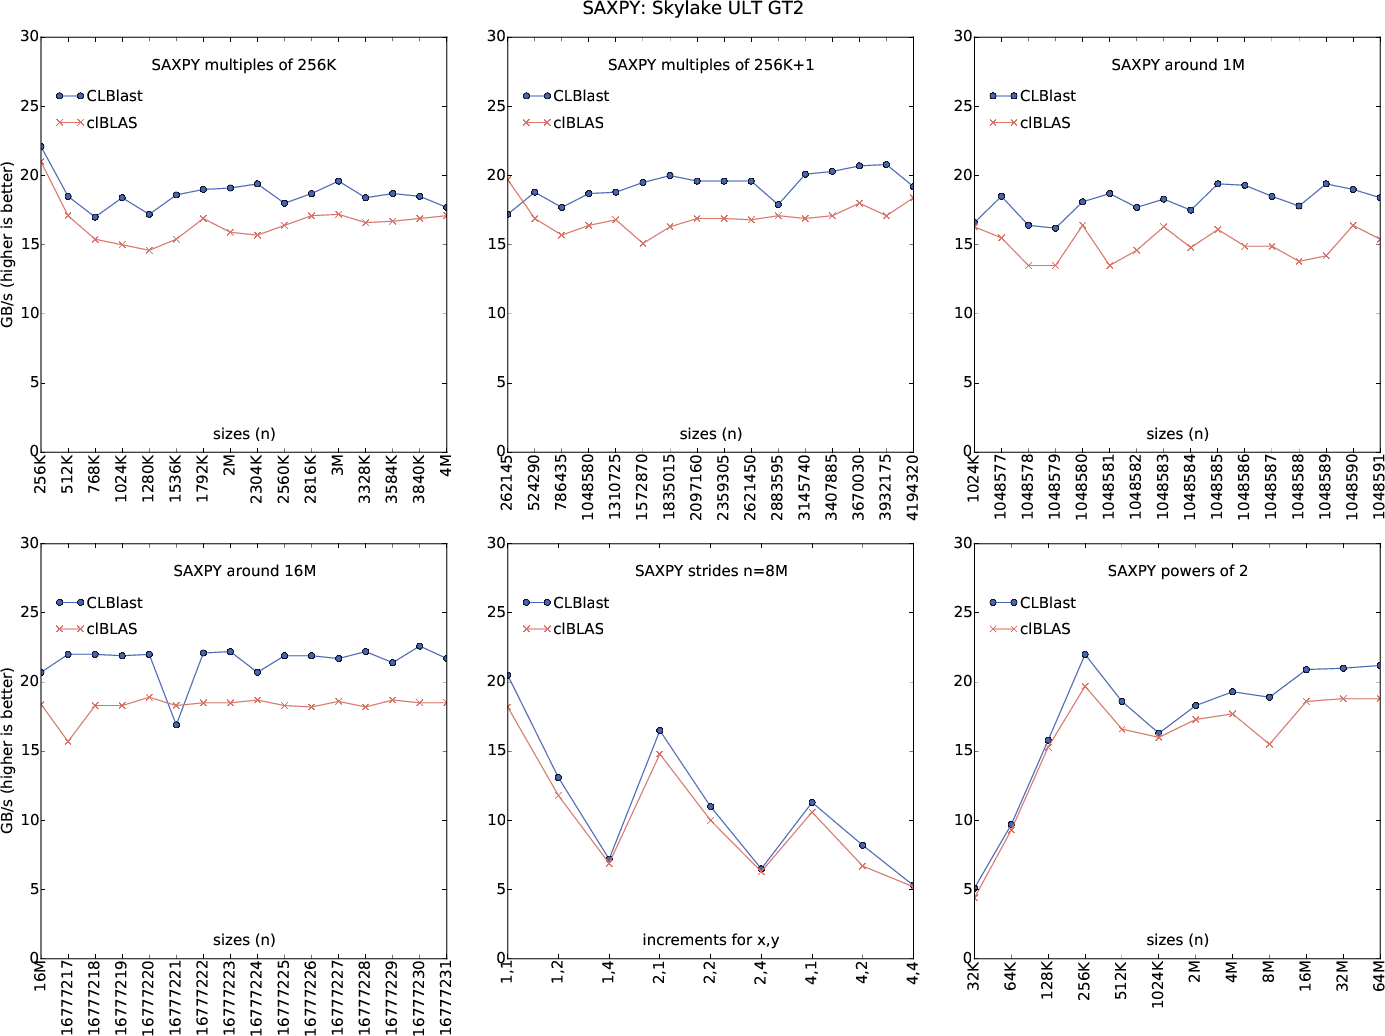 SAXPY: Skylake ULT GT2
SAXPY multiples of 256K
CLBlast
clBLAS
GB/s (higher is better)
30
25
20
15
10
5
0
sizes (n)
256K
512K
768K
1024K
1280K
1536K
1792K
2M
2304K
2560K
2816K
3M
3328K
3584K
3840K
4M
SAXPY multiples of 256K+1
CLBlast
clBLAS
30
25
20
15
10
5
0
sizes (n)
262145
524290
786435
1048580
1310725
1572870
1835015
2097160
2359305
2621450
2883595
3145740
3407885
3670030
3932175
4194320
SAXPY around 1M
CLBlast
clBLAS
30
25
20
15
10
5
0
sizes (n)
1024K
1048577
1048578
1048579
1048580
1048581
1048582
1048583
1048584
1048585
1048586
1048587
1048588
1048589
1048590
1048591
SAXPY around 16M
CLBlast
clBLAS
GB/s (higher is better)
30
25
20
15
10
5
0
sizes (n)
16M
16777217
16777218
16777219
16777220
16777221
16777222
16777223
16777224
16777225
16777226
16777227
16777228
16777229
16777230
16777231
SAXPY strides n=8M
CLBlast
clBLAS
30
25
20
15
10
5
0
increments for x,y
1,1
1,2
1,4
2,1
2,2
2,4
4,1
4,2
4,4
SAXPY powers of 2
CLBlast
clBLAS
30
25
20
15
10
5
0
sizes (n)
32K
64K
128K
256K
512K
1024K
2M
4M
8M
16M
32M
64M